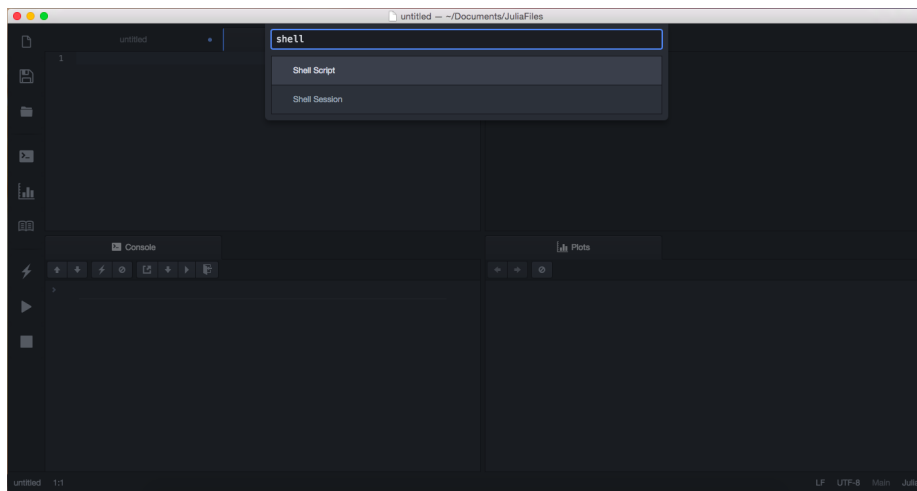 untitled — ~/Documents/JuliaFiles
untitled
shell
1
Shell Script
Shell Session
Console
Plots
>
untitled 1:1
LF UTF-8 Main